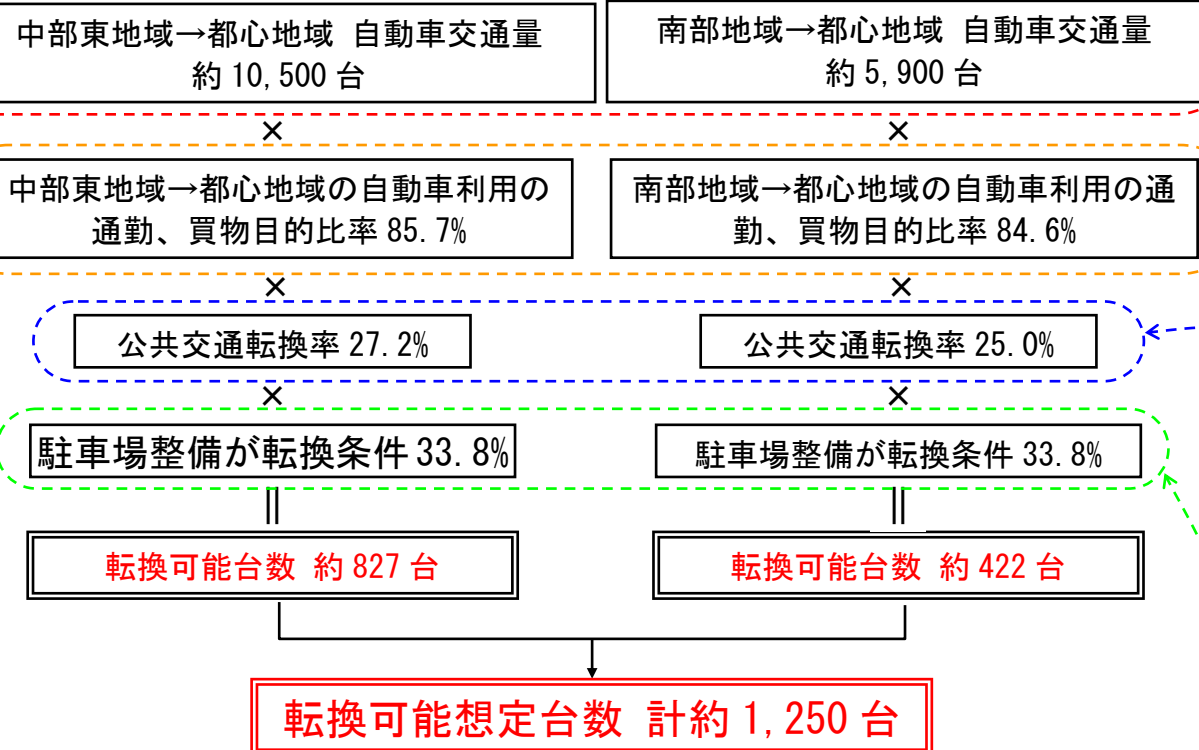 中部東地域→都心地域 自動車交通量
約 10,500 台
南部地域→都心地域 自動車交通量
約 5,900 台
×
×
中部東地域→都心地域の自動車利用の
通勤、買物目的比率 85.7%
南部地域→都心地域の自動車利用の通
勤、買物目的比率 84.6%
×
×
公共交通転換率 27.2%
公共交通転換率 25.0%
×
×
駐車場整備が転換条件 33.8%
駐車場整備が転換条件 33.8%
転換可能台数 約 827 台
転換可能台数 約 422 台
転換可能想定台数 計約 1,250 台